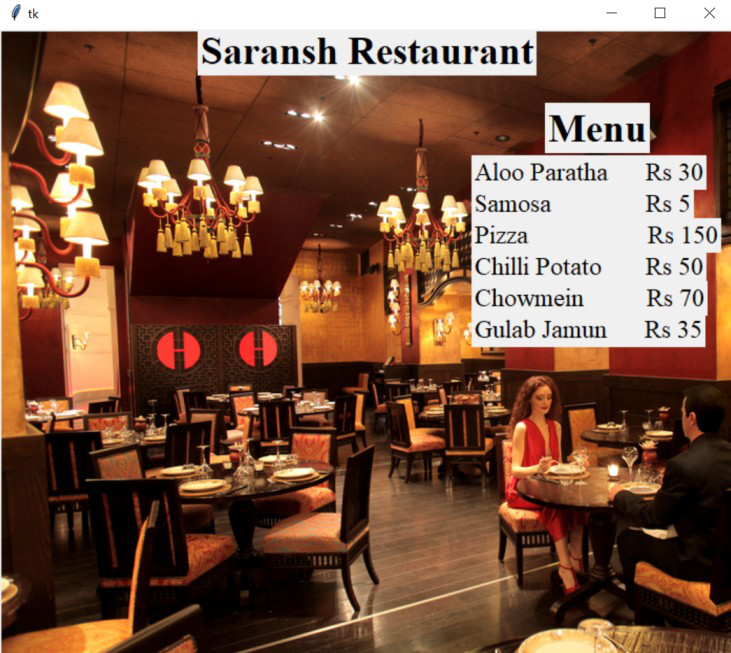 tk
Saransh Restaurant
Menu
Aloo Paratha Rs 30
Samosa Rs 5
Pizza Rs 150
Chilli Potato Rs 50
Chowmein Rs 70
Gulab Jamun Rs 35